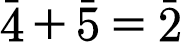 4̄ + 5̄ = 2̄